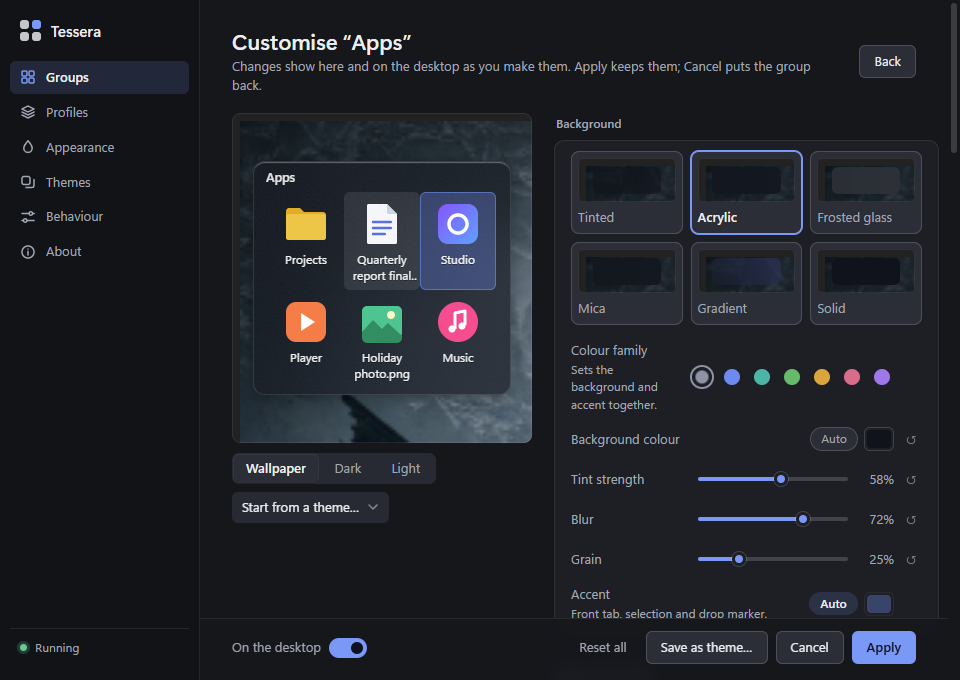 Tessera
Groups
Profiles
Appearance
Themes
Behaviour
About
Running
Customise “Apps”
Changes show here and on the desktop as you make them. Apply keeps them; Cancel puts the group
back.
Back
Apps
Projects
Quarterly
report final..
Studio
Player
Holiday
photo.png
Music
Wallpaper
Dark
Light
Start from a theme...
Background
Tinted
Acrylic
Frosted glass
Mica
Gradient
Solid
Colour family
Sets the
background and
accent together.
Background colour
Auto
Tint strength
58%
Blur
72%
Grain
25%
Accent
Front tab, selection and drop marker.
Auto
On the desktop
Reset all
Save as theme...
Cancel
Apply